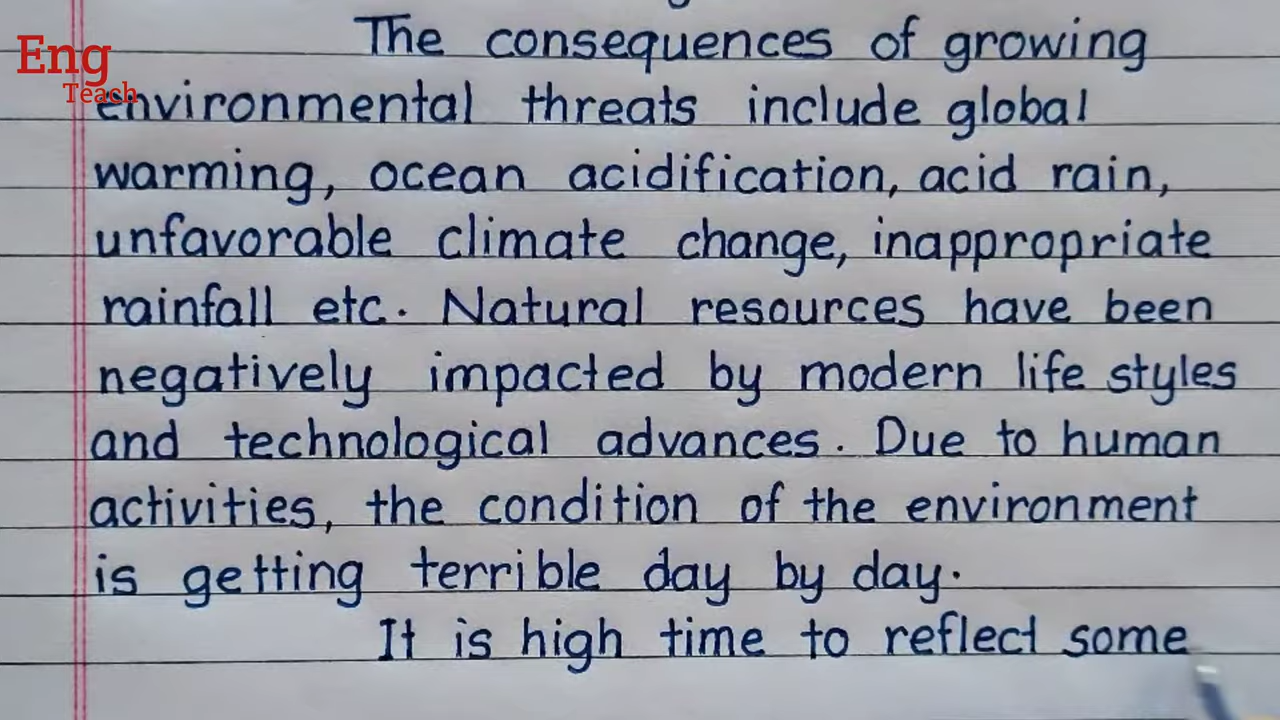 Eng
Teach
The consequences of growing
environmental threats include global
warming, ocean acidification, acid rain,
unfavorable climate change, inappropriate
rainfall etc. Natural resources have been
negatively impacted by modern life styles
and technological advances. Due to human
activities, the condition of the environment
is getting terrible day by day.
It is high time to reflect some